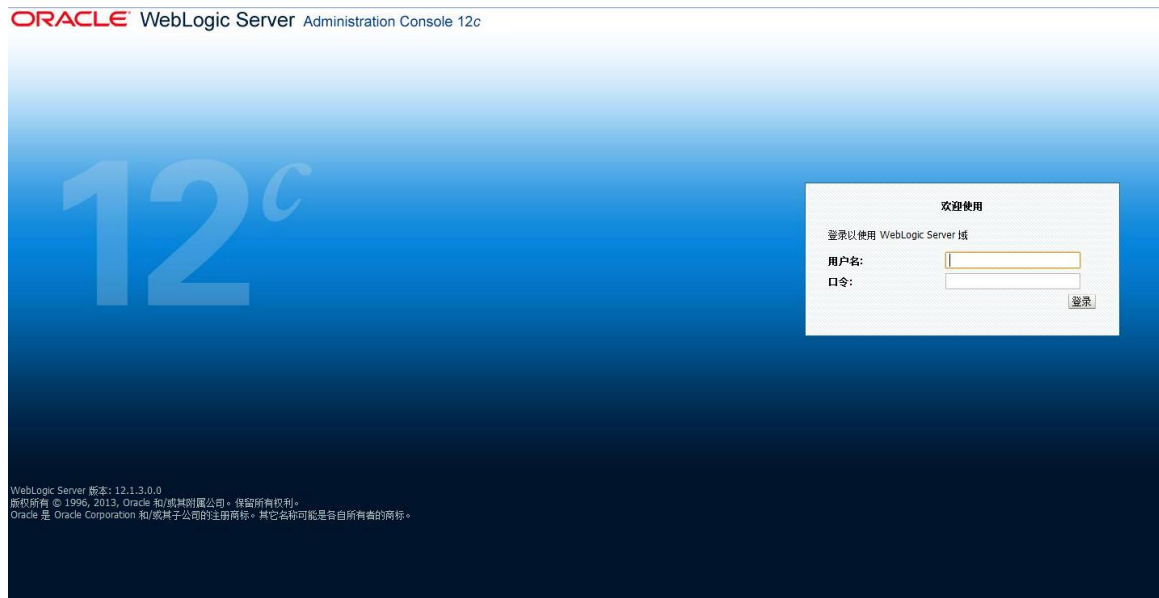 ORACLE WebLogic Server Administration Console 12c
12c
欢迎使用
登录以使用 WebLogic Server 域
用户名:
口令:
登录
WebLogic Server 版本: 12.1.3.0.0
版权所有 © 1996, 2013, Oracle 和/或其附属公司。保留所有权利。
Oracle 是 Oracle Corporation 和/或其子公司的注册商标。其它名称可能是各自所有者的商标。